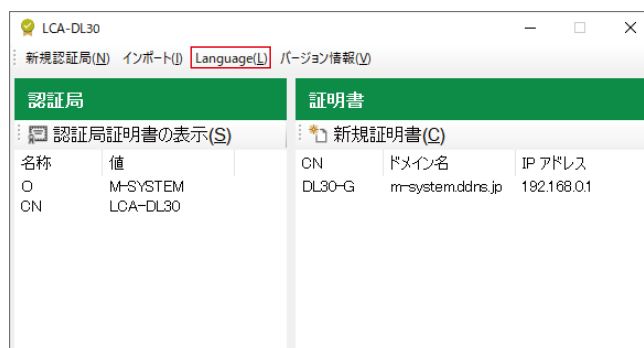 LCA-DL30
新規認証局(N) インポート(I) Language(L) バージョン情報(V)
認証局
認証局証明書の表示(S)
名称 値
O M-SYSTEM
CN LCA-DL30
証明書
新規証明書(C)
CN ドメイン名 IP アドレス
DL30-G m-system.ddns.jp 192.168.0.1